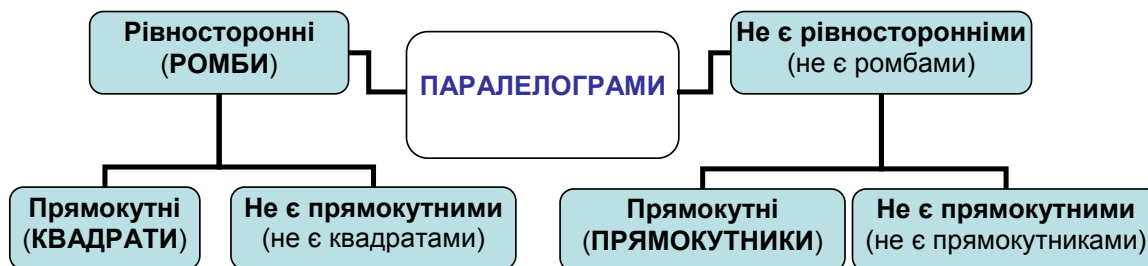 Рівносторонні
(РОМБИ)
ПАРАЛЕЛОГРАМИ
Не є рівносторонніми
(не є ромбами)
Прямокутні
(КВАДРАТИ)
Не є прямокутними
(не є квадратами)
Прямокутні
(ПРЯМОКУТНИКИ)
Не є прямокутними
(не є прямокутниками)